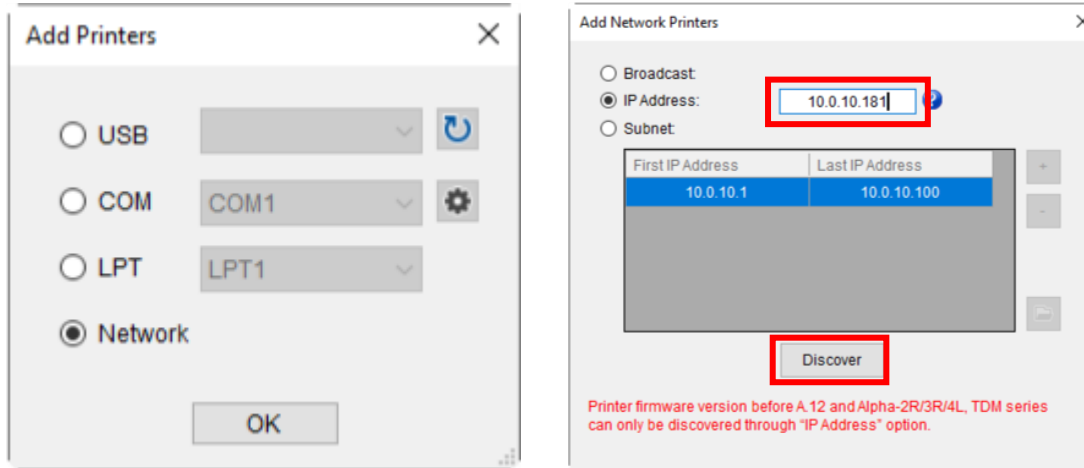 Add Printers
USB
COM
COM1
LPT
LPT1
Network
OK
Add Network Printers
Broadcast:
IP Address:
10.0.10.181
?
Subnet:
First IP Address
Last IP Address
10.0.10.1
10.0.10.100
+
-
Discover
Printer firmware version before A.12 and Alpha-2R/3R/4L, TDM series
can only be discovered through "IP Address" option.